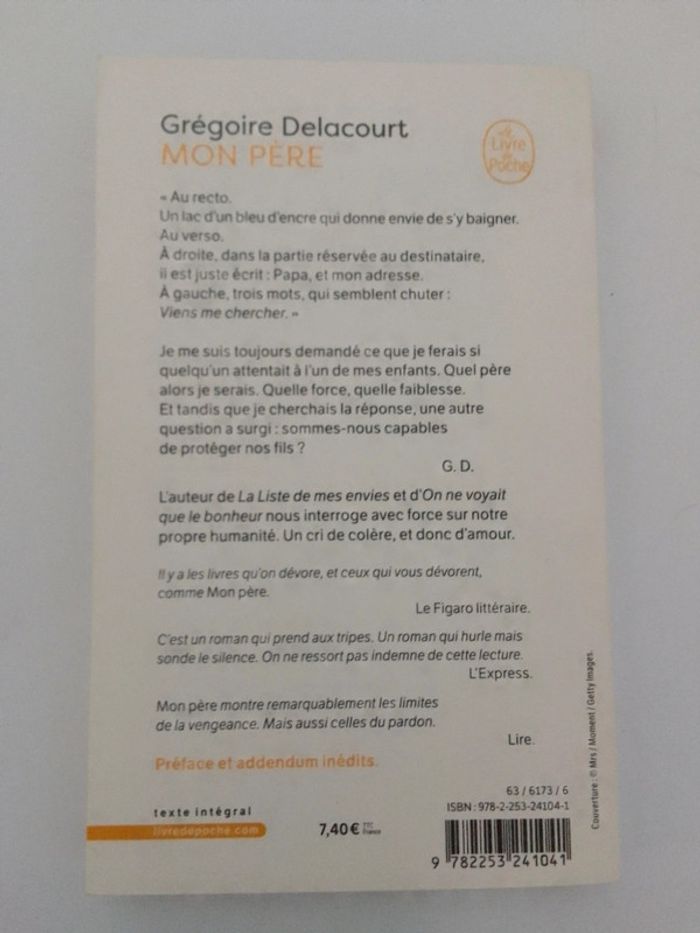 Grégoire Delacourt
MON PÈRE
Le
Livre
de
Poche
« Au recto.
Un lac d'un bleu d'encre qui donne envie de s'y baigner.
Au verso.
À droite, dans la partie réservée au destinataire,
il est juste écrit : Papa, et mon adresse.
À gauche, trois mots, qui semblent chuter :
Viens me chercher. »
Je me suis toujours demandé ce que je ferais si
quelqu'un attentait à l'un de mes enfants. Quel père
alors je serais. Quelle force, quelle faiblesse.
Et tandis que je cherchais la réponse, une autre
question a surgi : sommes-nous capables
de protéger nos fils ?
G. D.
L'auteur de La Liste de mes envies et d'On ne voyait
que le bonheur nous interroge avec force sur notre
propre humanité. Un cri de colère, et donc d'amour.
Il y a les livres qu'on dévore, et ceux qui vous dévorent,
comme Mon père.
Le Figaro littéraire.
C'est un roman qui prend aux tripes. Un roman qui hurle mais
sonde le silence. On ne ressort pas indemne de cette lecture.
L'Express.
Mon père montre remarquablement les limites
de la vengeance. Mais aussi celles du pardon.
Lire.
Préface et addendum inédits.
texte intégral
livredepoche.com
7,40 € TTC
France
63 / 6173 / 6
ISBN : 978-2-253-24104-1
9 782253 241041
Couverture : © Mrs / Moment / Getty Images.